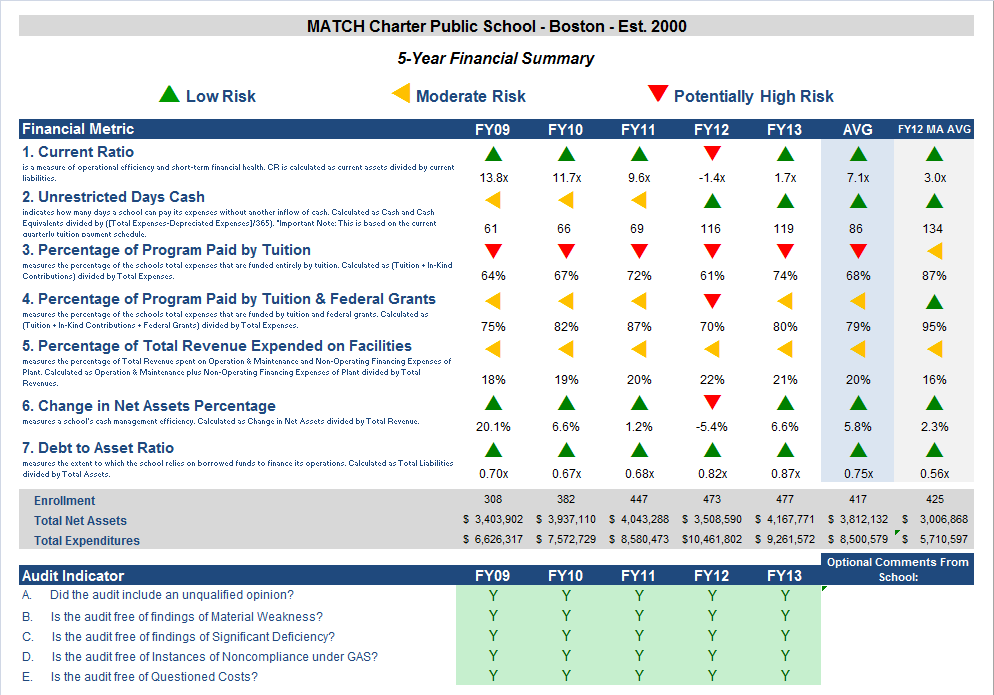 MATCH Charter Public School - Boston - Est. 2000
5-Year Financial Summary
Low Risk Moderate Risk Potentially High Risk
Financial Metric FY09 FY10 FY11 FY12 FY13 AVG FY12 MA AVG
1. Current Ratio
is a measure of operational efficiency and short-term financial health. CR is calculated as current assets divided by current
liabilities.
13.8x 11.7x 9.6x -1.4x 1.7x 7.1x 3.0x
2. Unrestricted Days Cash
indicates how many days a school can pay its expenses without another inflow of cash. Calculated as Cash and Cash
Equivalents divided by ([Total Expenses-Depreciated Expenses]/365). *Important Note: This is based on the current
quarterly tuition payment schedule.
61 66 69 116 119 86 134
3. Percentage of Program Paid by Tuition
measures the percentage of the schools total expenses that are funded entirely by tuition. Calculated as (Tuition + In-Kind
Contributions) divided by Total Expenses.
64% 67% 72% 61% 74% 68% 87%
4. Percentage of Program Paid by Tuition & Federal Grants
measures the percentage of the schools total expenses that are funded by tuition and federal grants. Calculated as
(Tuition + In-Kind Contributions + Federal Grants) divided by Total Expenses.
75% 82% 87% 70% 80% 79% 95%
5. Percentage of Total Revenue Expended on Facilities
measures the percentage of Total Revenue spent on Operation & Maintenance and Non-Operating Financing Expenses of
Plant. Calculated as Operation & Maintenance plus Non-Operating Financing Expenses of Plant divided by Total
Revenues.
18% 19% 20% 22% 21% 20% 16%
6. Change in Net Assets Percentage
measures a school's cash management efficiency. Calculated as Change in Net Assets divided by Total Revenue.
20.1% 6.6% 1.2% -5.4% 6.6% 5.8% 2.3%
7. Debt to Asset Ratio
measures the extent to which the school relies on borrowed funds to finance its operations. Calculated as Total Liabilities
divided by Total Assets.
0.70x 0.67x 0.68x 0.82x 0.87x 0.75x 0.56x
Enrollment 308 382 447 473 477 417 425
Total Net Assets $ 3,403,902 $ 3,937,110 $ 4,043,288 $ 3,508,590 $ 4,167,771 $ 3,812,132 $ 3,006,868
Total Expenditures $ 6,626,317 $ 7,572,729 $ 8,580,473 $10,461,802 $ 9,261,572 $ 8,500,579 $ 5,710,597
Audit Indicator FY09 FY10 FY11 FY12 FY13 Optional Comments From
School:
A. Did the audit include an unqualified opinion? Y Y Y Y Y
B. Is the audit free of findings of Material Weakness? Y Y Y Y Y
C. Is the audit free of findings of Significant Deficiency? Y Y Y Y Y
D. Is the audit free of Instances of Noncompliance under GAS? Y Y Y Y Y
E. Is the audit free of Questioned Costs? Y Y Y Y Y